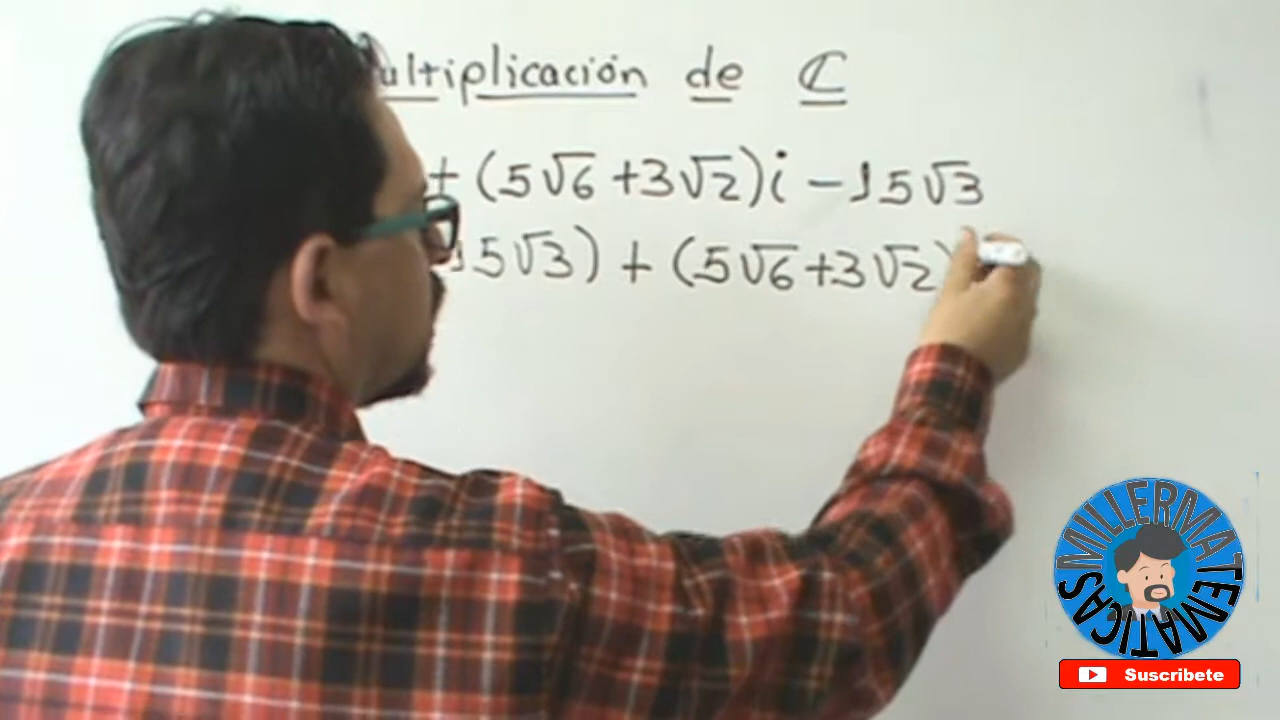 ultiplicación de ℂ
+ (5√6 + 3√2)i − 15√3
15√3) + (5√6 + 3√2)
MILLERMATEMATICAS
Suscribete